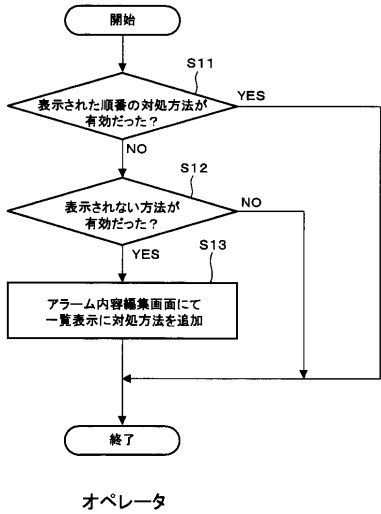 開始
S11
表示された順番の対処方法が
有効だった?
YES
NO
S12
表示されない方法が
有効だった?
NO
YES
S13
アラーム内容編集画面にて
一覧表示に対処方法を追加
終了
オペレータ